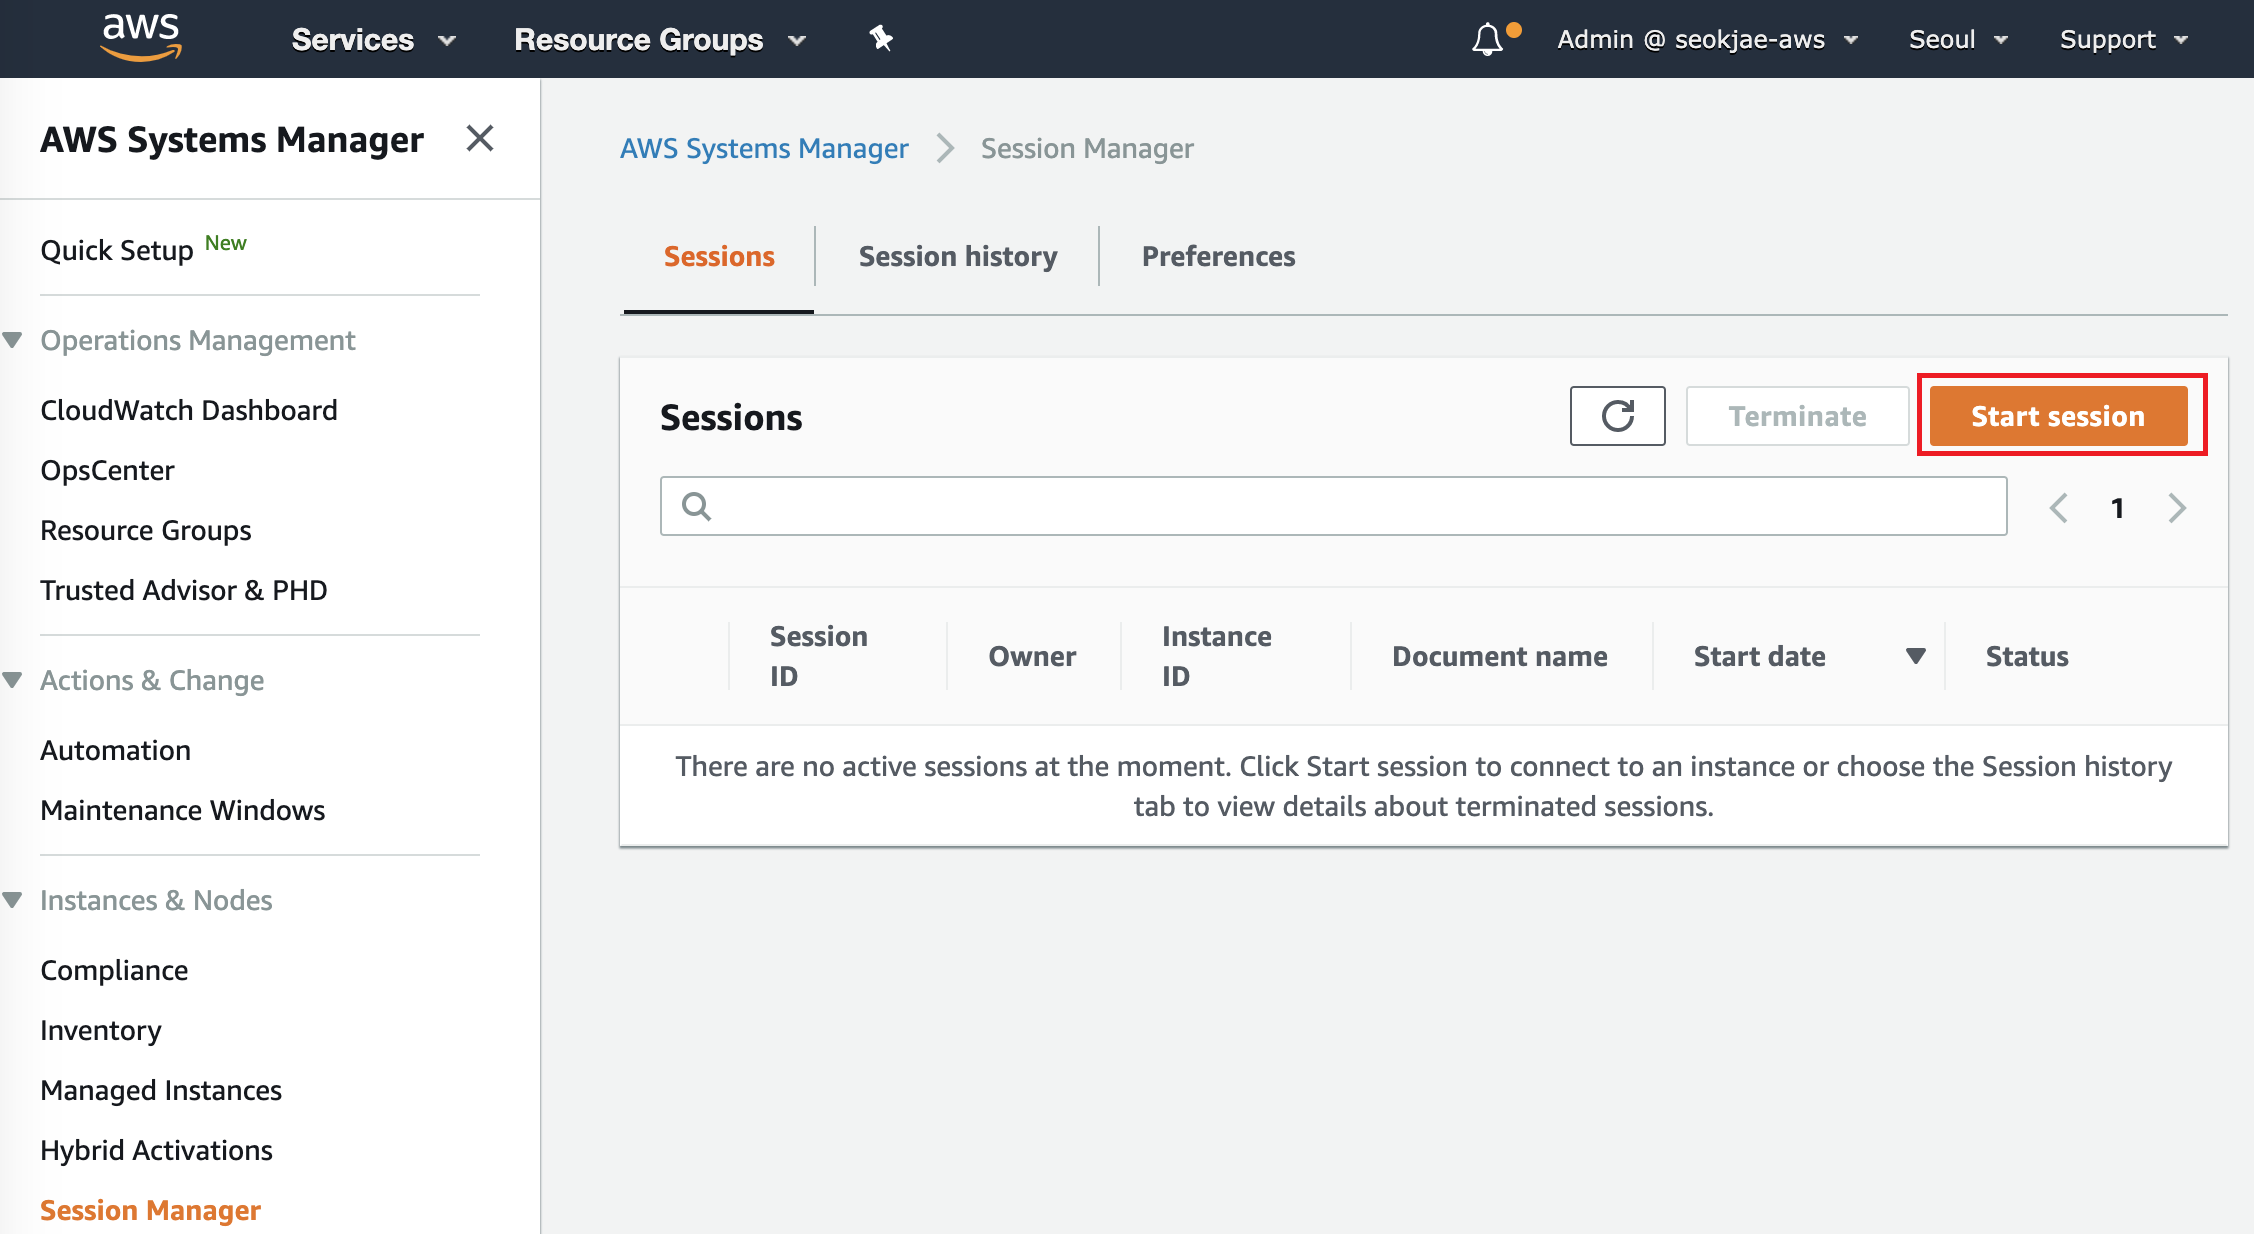 aws
Services
Resource Groups
Admin @ seokjae-aws
Seoul
Support
AWS Systems Manager
Quick Setup New
Operations Management
CloudWatch Dashboard
OpsCenter
Resource Groups
Trusted Advisor & PHD
Actions & Change
Automation
Maintenance Windows
Instances & Nodes
Compliance
Inventory
Managed Instances
Hybrid Activations
Session Manager
AWS Systems Manager
Session Manager
Sessions
Session history
Preferences
Sessions
Terminate
Start session
1
Session
ID
Owner
Instance
ID
Document name
Start date
Status
There are no active sessions at the moment. Click Start session to connect to an instance or choose the Session history
tab to view details about terminated sessions.